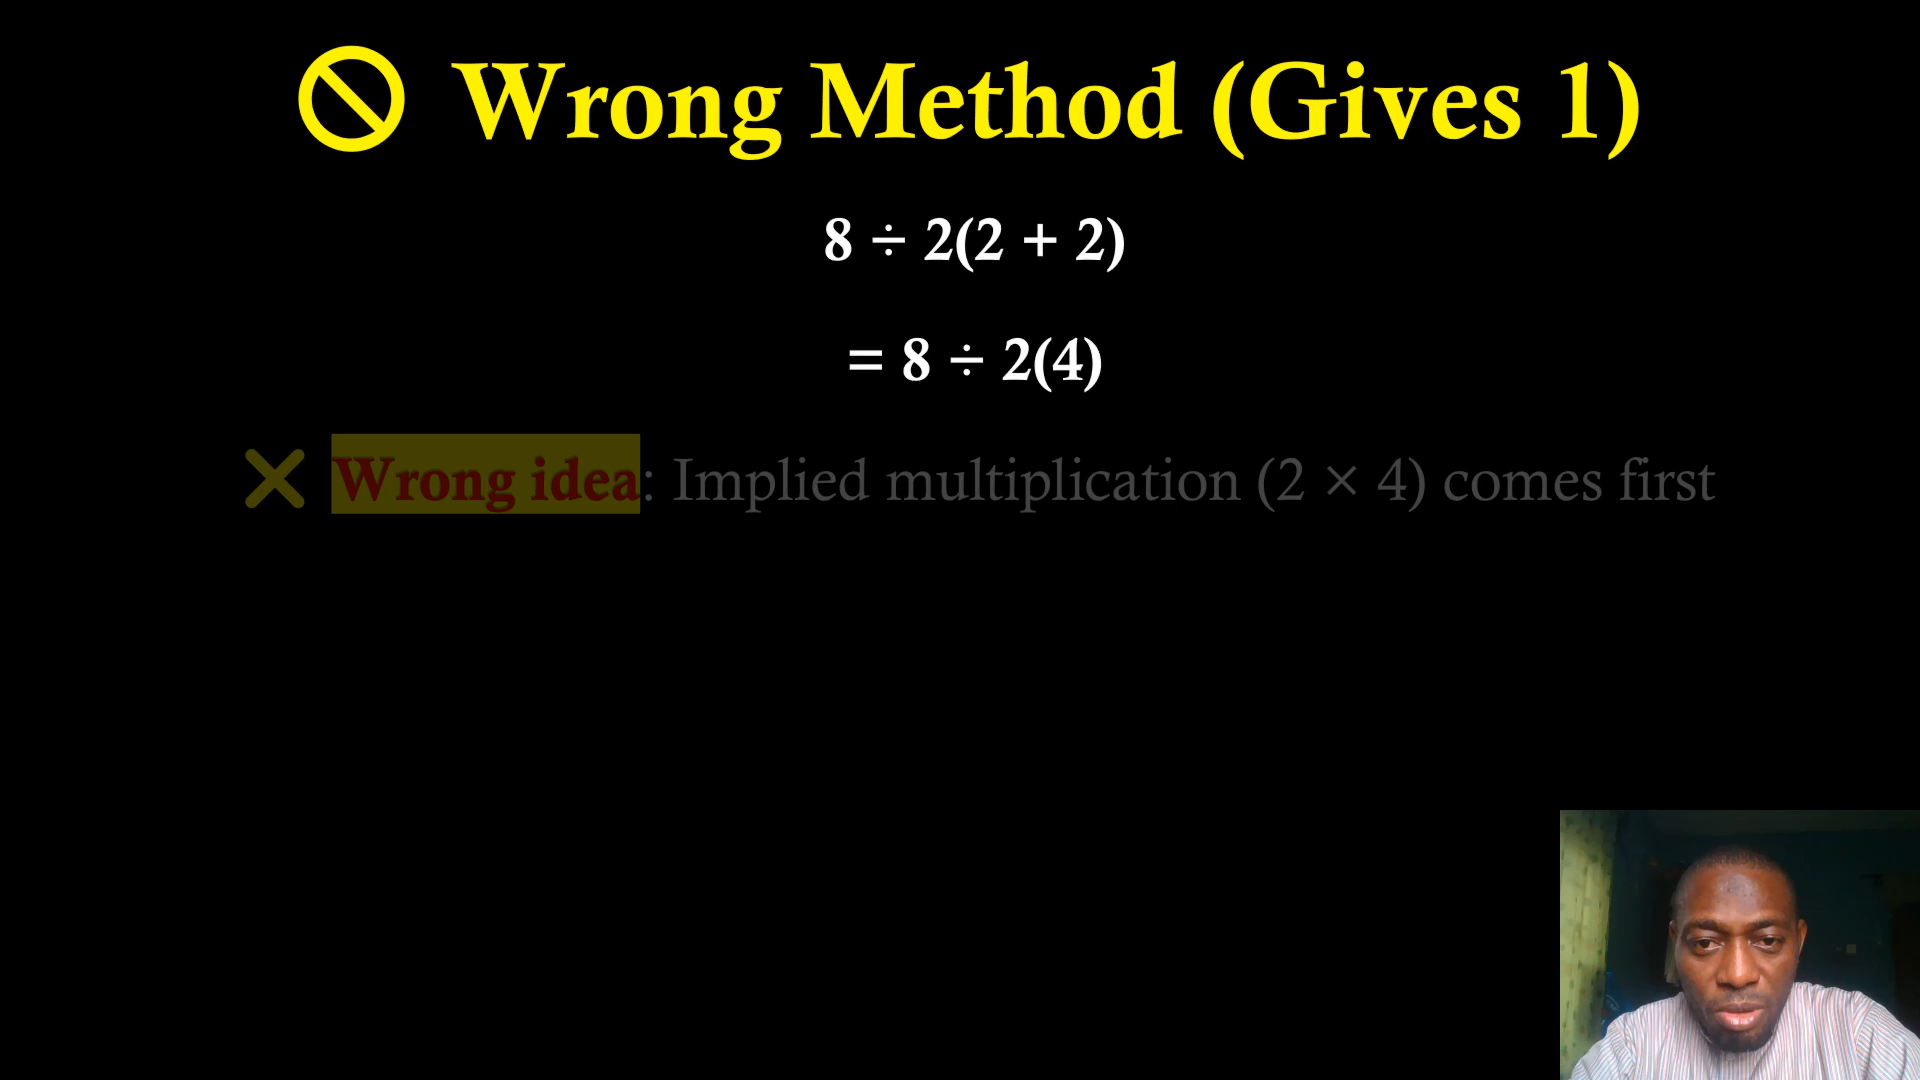 🚫 Wrong Method (Gives 1)
8 ÷ 2(2 + 2)
= 8 ÷ 2(4)
❌ Wrong idea: Implied multiplication (2 × 4) comes first